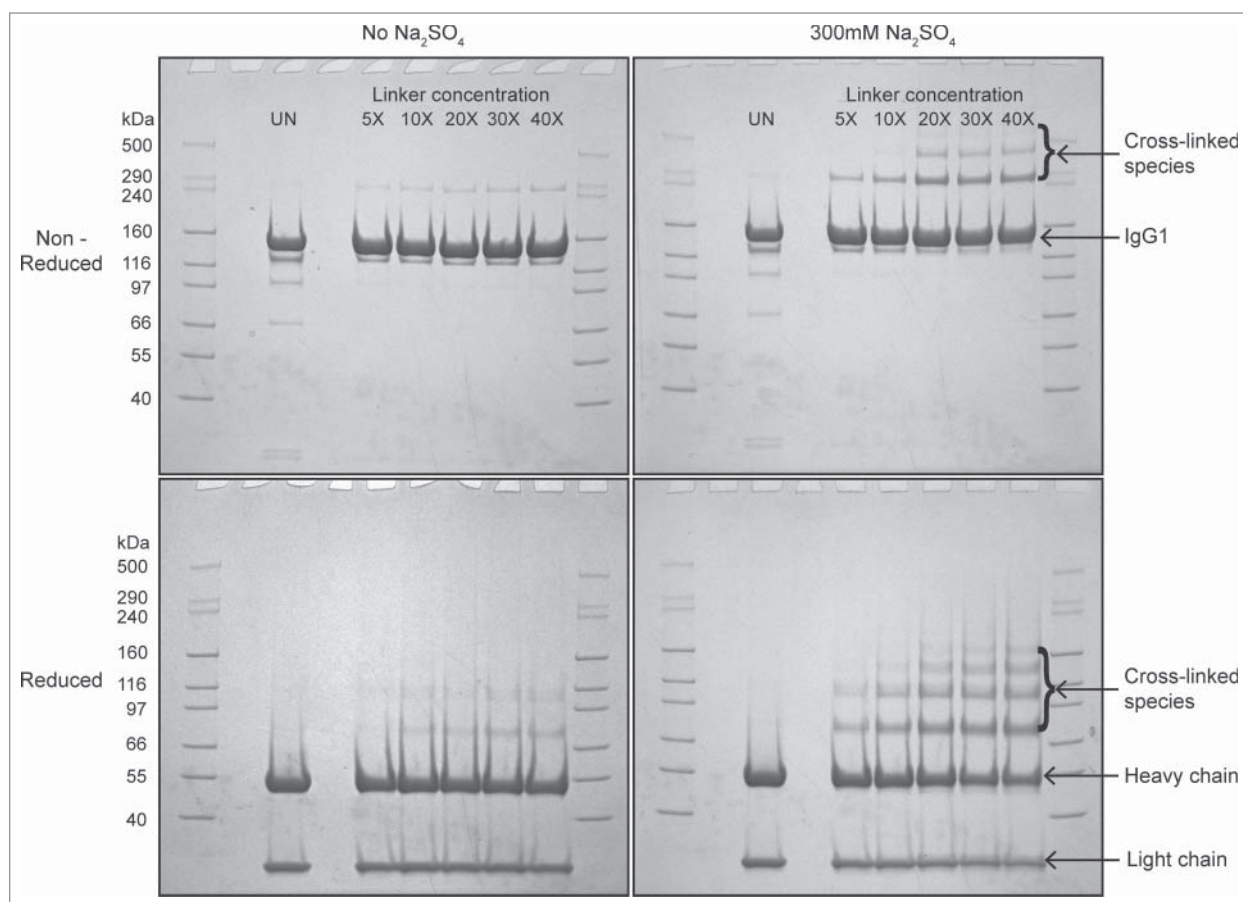 No Na₂SO₄
300mM Na₂SO₄
Linker concentration
kDa UN 5X 10X 20X 30X 40X
500
290
240
160
116
97
66
55
40
Non -
Reduced
Linker concentration
UN 5X 10X 20X 30X 40X
Cross-linked
species
IgG1
kDa
500
290
240
160
116
97
66
55
40
Reduced
Cross-linked
species
Heavy chain
Light chain